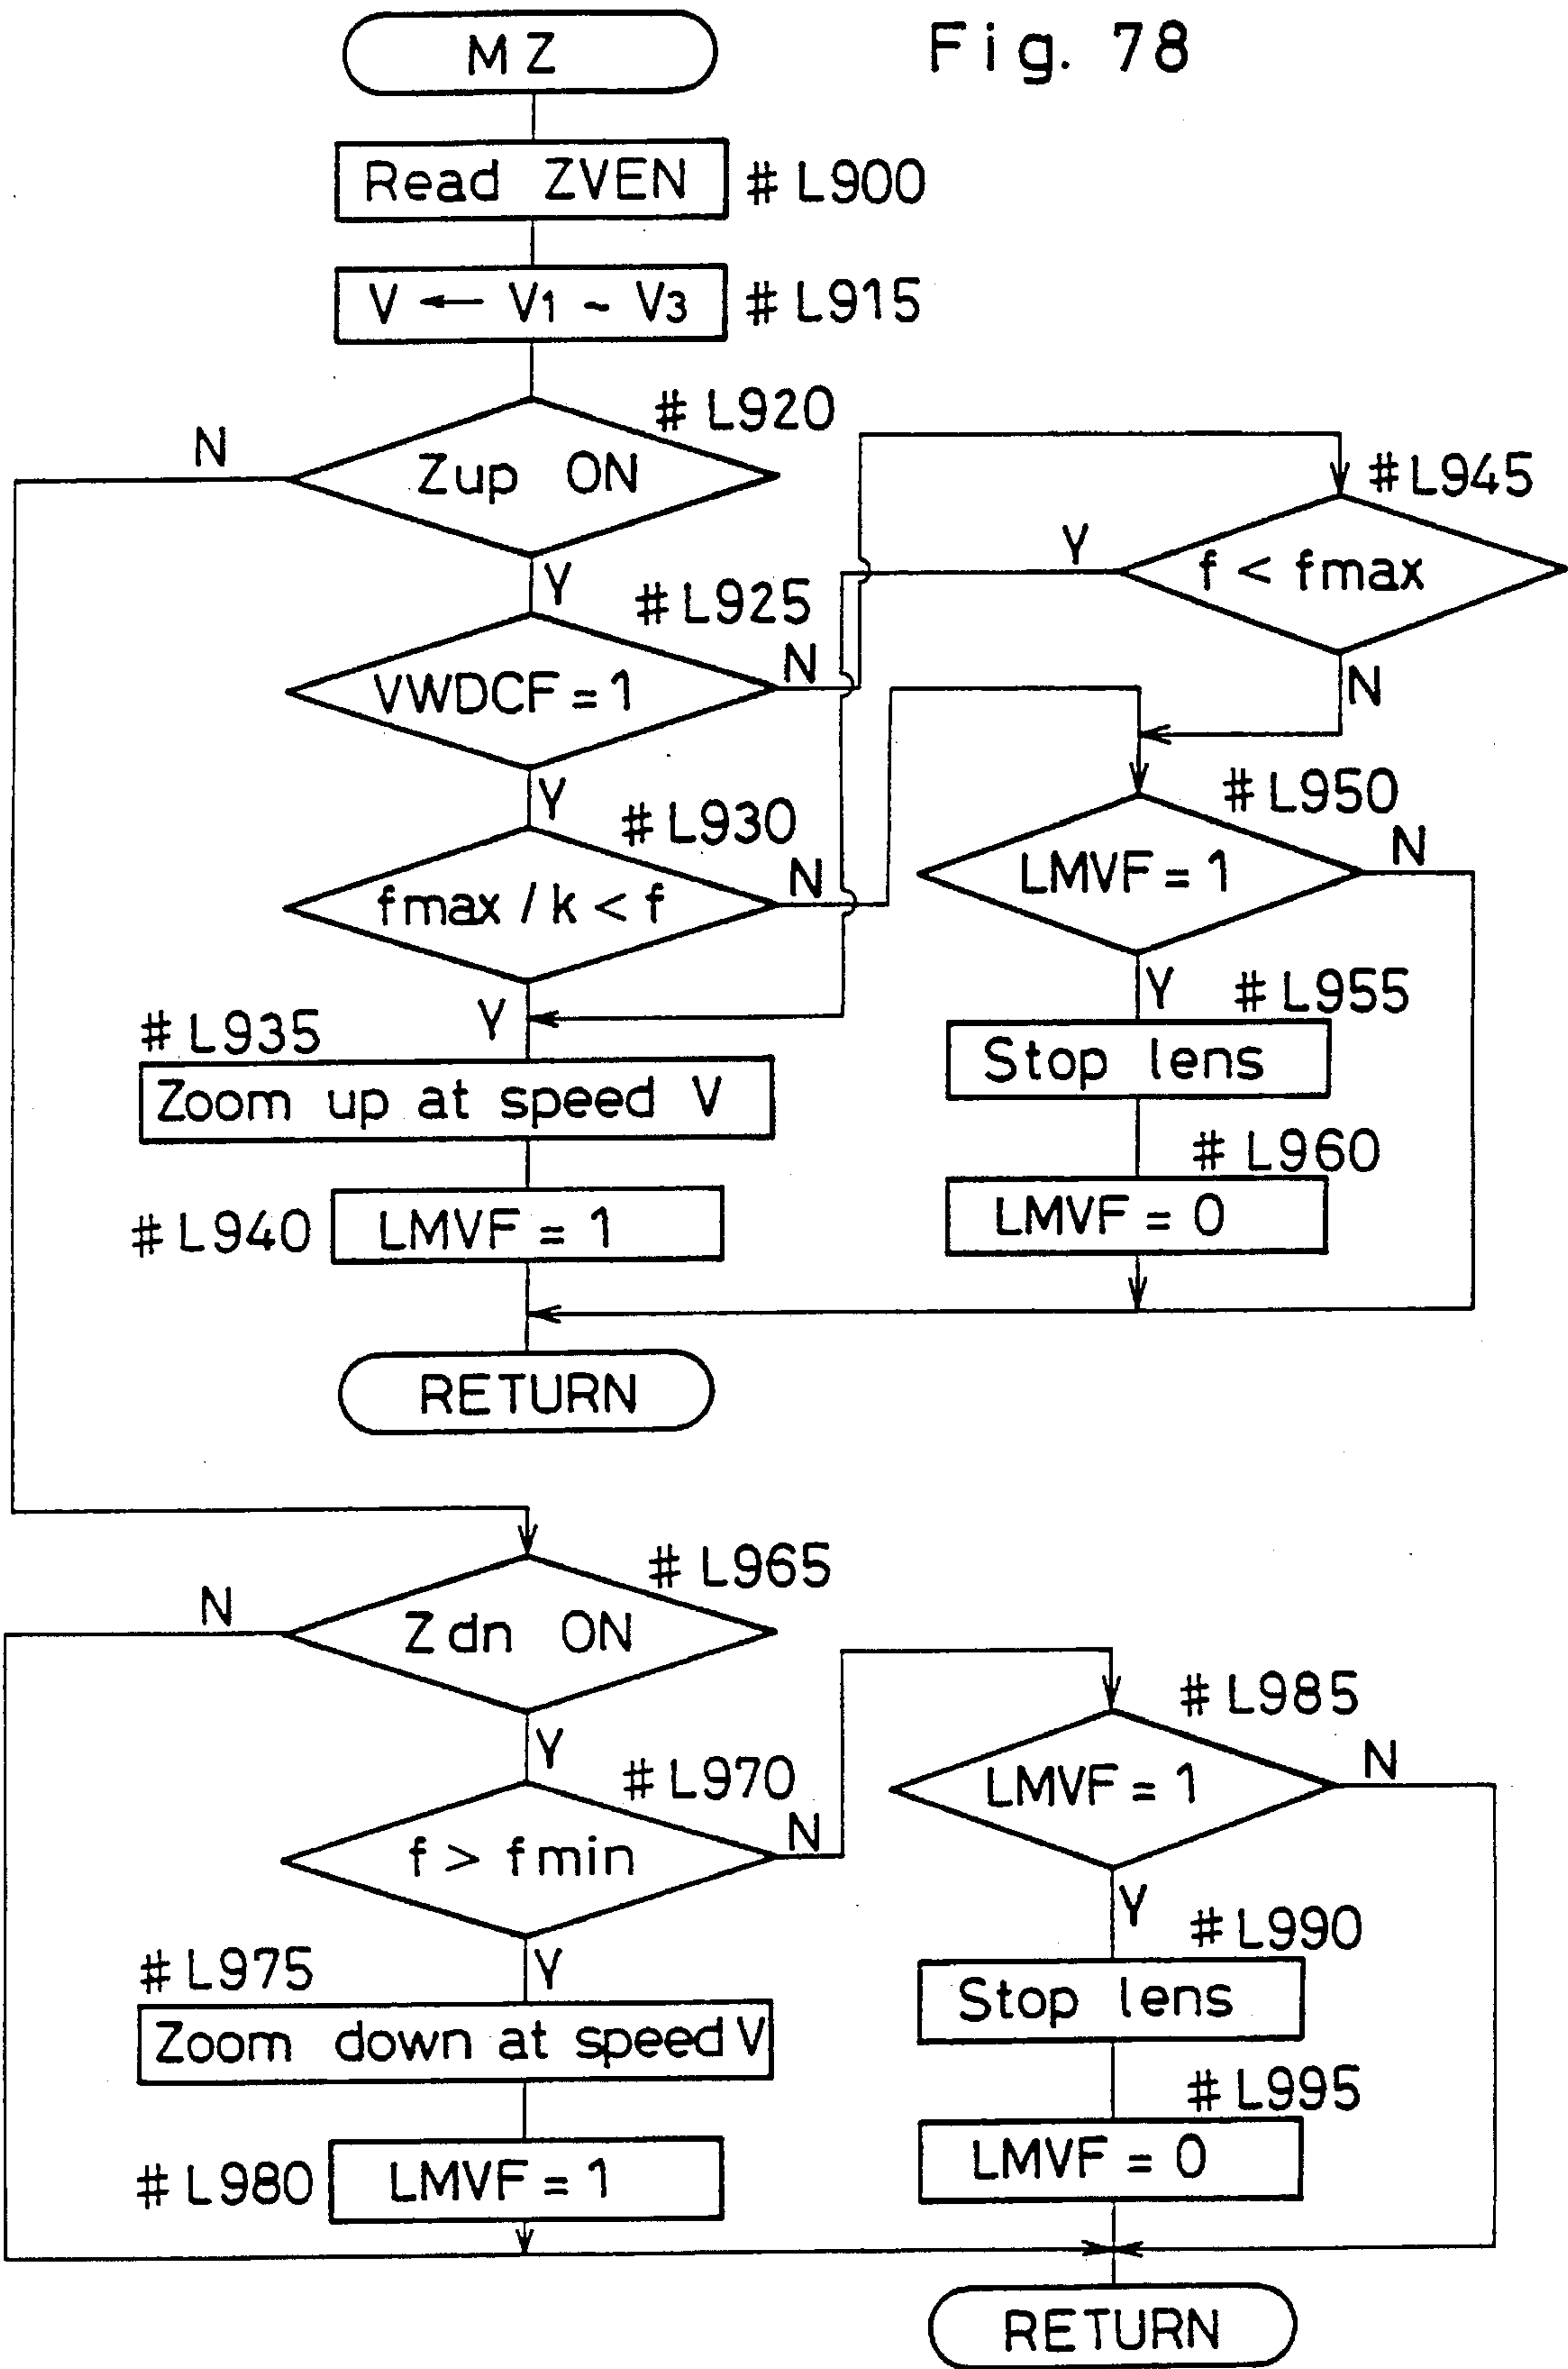 Fig. 78
MZ
Read ZVEN # L900
V ← V1 ~ V3 # L915
# L920
N
Zup ON
Y
# L925
VWDCF = 1
N
Y
# L930
fmax / k < f
N
Y
# L935
Zoom up at speed V
# L940 LMVF = 1
# L945
Y
f < fmax
N
# L950
LMVF = 1
N
Y
# L955
Stop lens
# L960
LMVF = 0
RETURN
# L965
N
Zdn ON
Y
# L970
f > fmin
N
Y
# L975
Zoom down at speed V
# L980 LMVF = 1
# L985
LMVF = 1
N
Y
# L990
Stop lens
# L995
LMVF = 0
RETURN